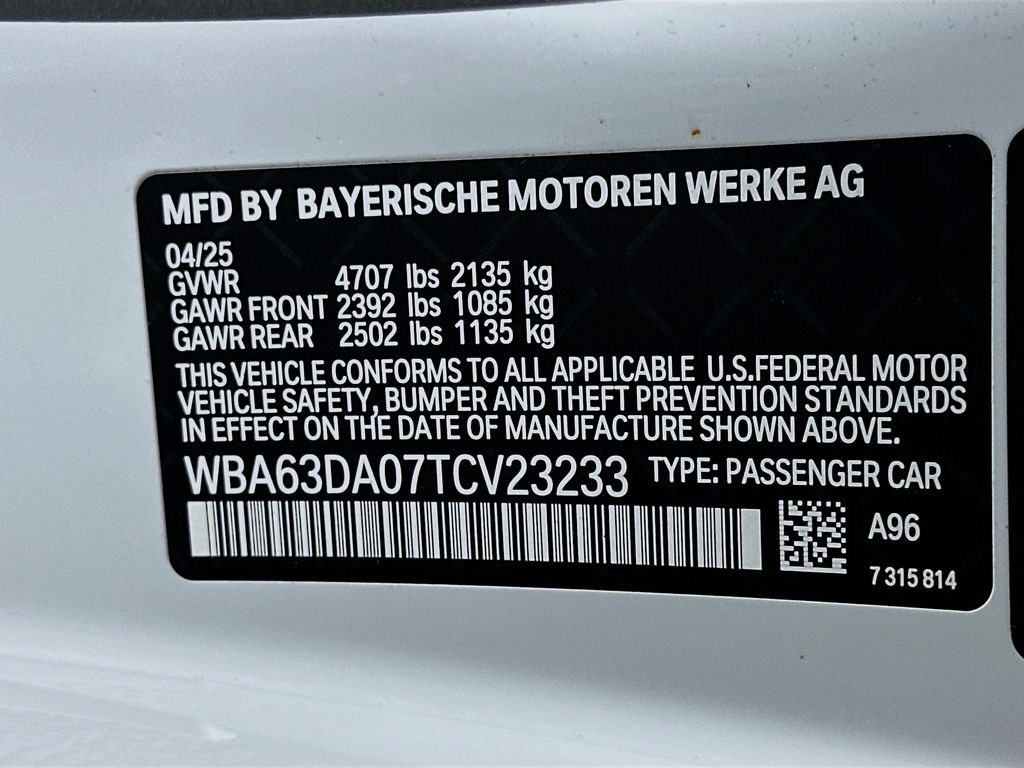 MFD BY BAYERISCHE MOTOREN WERKE AG
04/25
GVWR 4707 lbs 2135 kg
GAWR FRONT 2392 lbs 1085 kg
GAWR REAR 2502 lbs 1135 kg
THIS VEHICLE CONFORMS TO ALL APPLICABLE U.S.FEDERAL MOTOR
VEHICLE SAFETY, BUMPER AND THEFT PREVENTION STANDARDS
IN EFFECT ON THE DATE OF MANUFACTURE SHOWN ABOVE.
WBA63DA07TCV23233 TYPE: PASSENGER CAR
A96
7 315 814